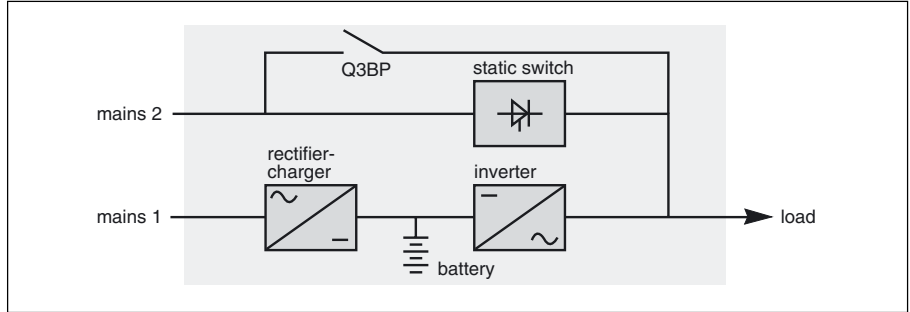 Q3BP
static switch
mains 2
rectifier-
charger
inverter
mains 1
load
battery